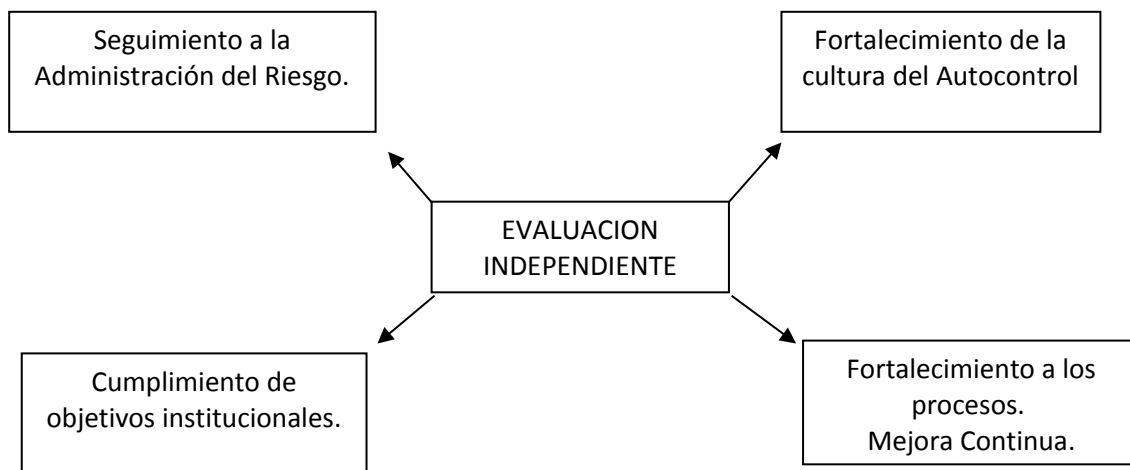 Seguimiento a la
Administración del Riesgo.
Fortalecimiento de la
cultura del Autocontrol
EVALUACION
INDEPENDIENTE
Cumplimiento de
objetivos institucionales.
Fortalecimiento a los
procesos.
Mejora Continua.